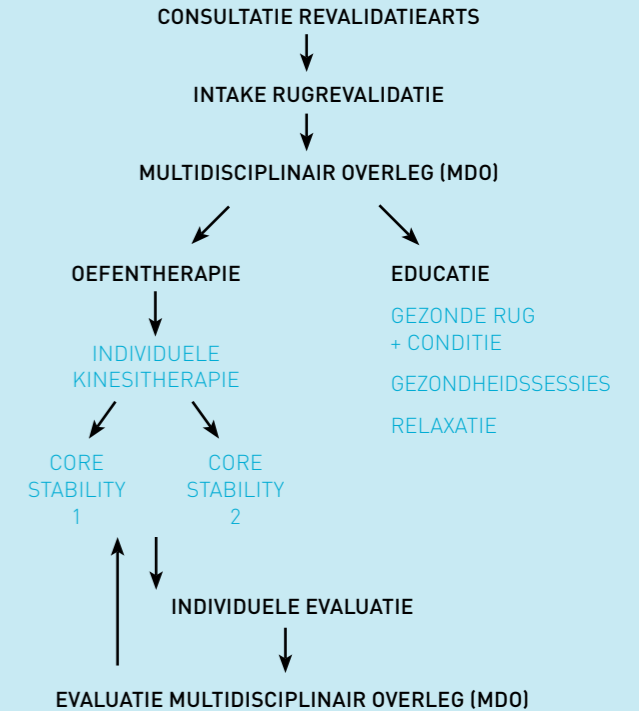 CONSULTATIE REVALIDATIEARTS
INTAKE RUGREVALIDATIE
MULTIDISCIPLINAIR OVERLEG (MDO)
OEFENTHERAPIE
INDIVIDUELE
KINESITHERAPIE
CORE
STABILITY
1
CORE
STABILITY
2
EDUCATIE
GEZONDE RUG
+ CONDITIE
GEZONDHEIDSSESSIES
RELAXATIE
INDIVIDUELE EVALUATIE
EVALUATIE MULTIDISCIPLINAIR OVERLEG (MDO)